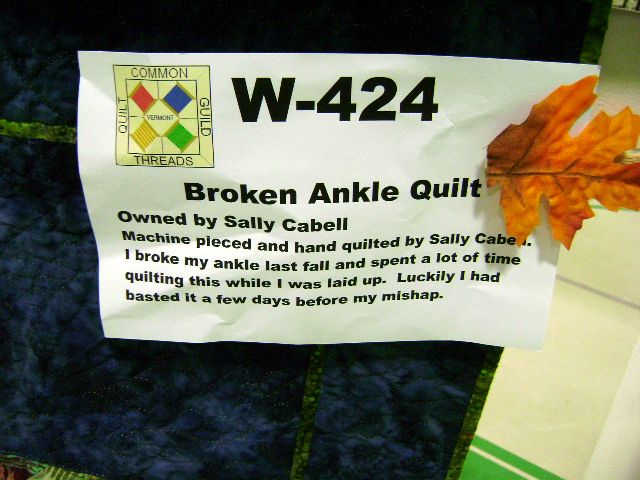 COMMON
QUILT
GUILD
VERMONT
THREADS
W-424
Broken Ankle Quilt
Owned by Sally Cabell
Machine pieced and hand quilted by Sally Cabell.
I broke my ankle last fall and spent a lot of time
quilting this while I was laid up. Luckily I had
basted it a few days before my mishap.